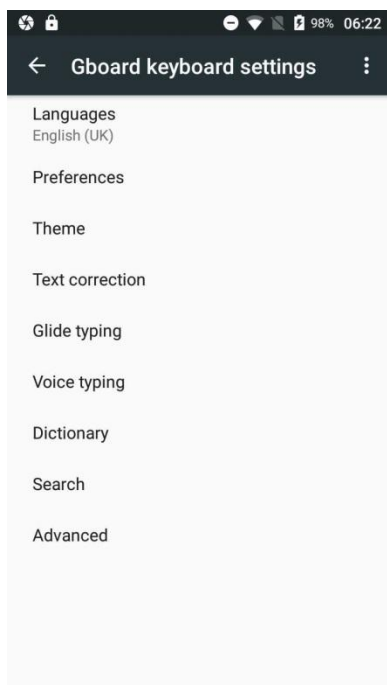 98% 06:22
Gboard keyboard settings
Languages
English (UK)
Preferences
Theme
Text correction
Glide typing
Voice typing
Dictionary
Search
Advanced